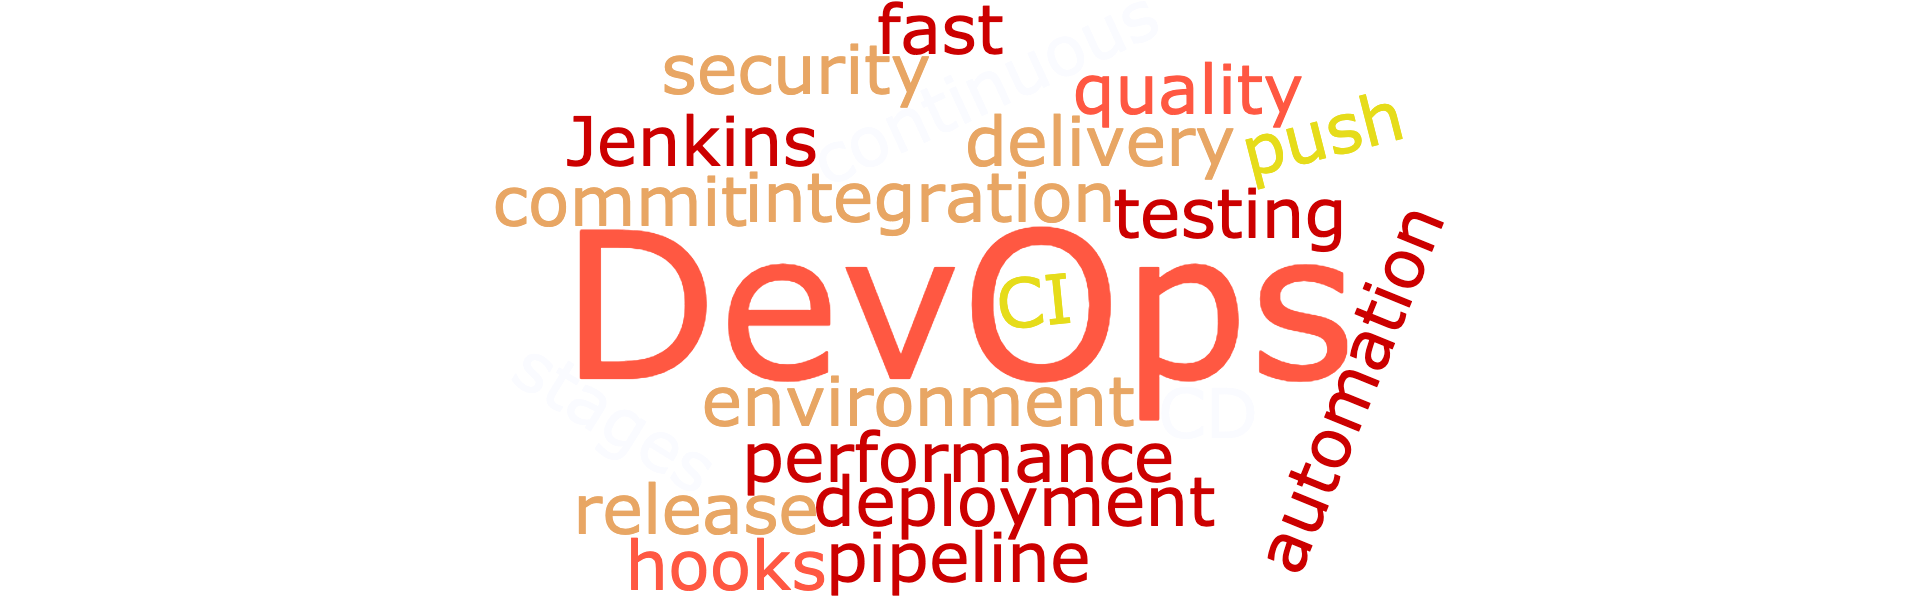 fast
continuous
security
quality
push
Jenkins
delivery
commit
integration
testing
DevOps
CI
automation
stages
environment
CD
performance
release
deployment
hooks
pipeline